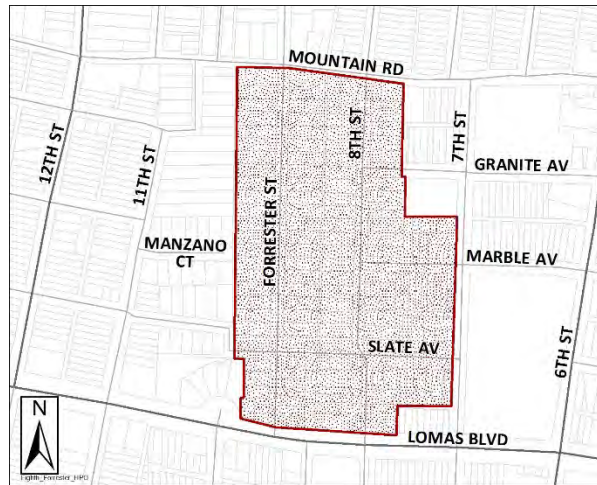 MOUNTAIN RD
12TH ST
11TH ST
8TH ST
7TH ST
GRANITE AV
FORRESTER ST
MANZANO
CT
MARBLE AV
SLATE AV
6TH ST
LOMAS BLVD
N
Eighth_Forrester_HPO